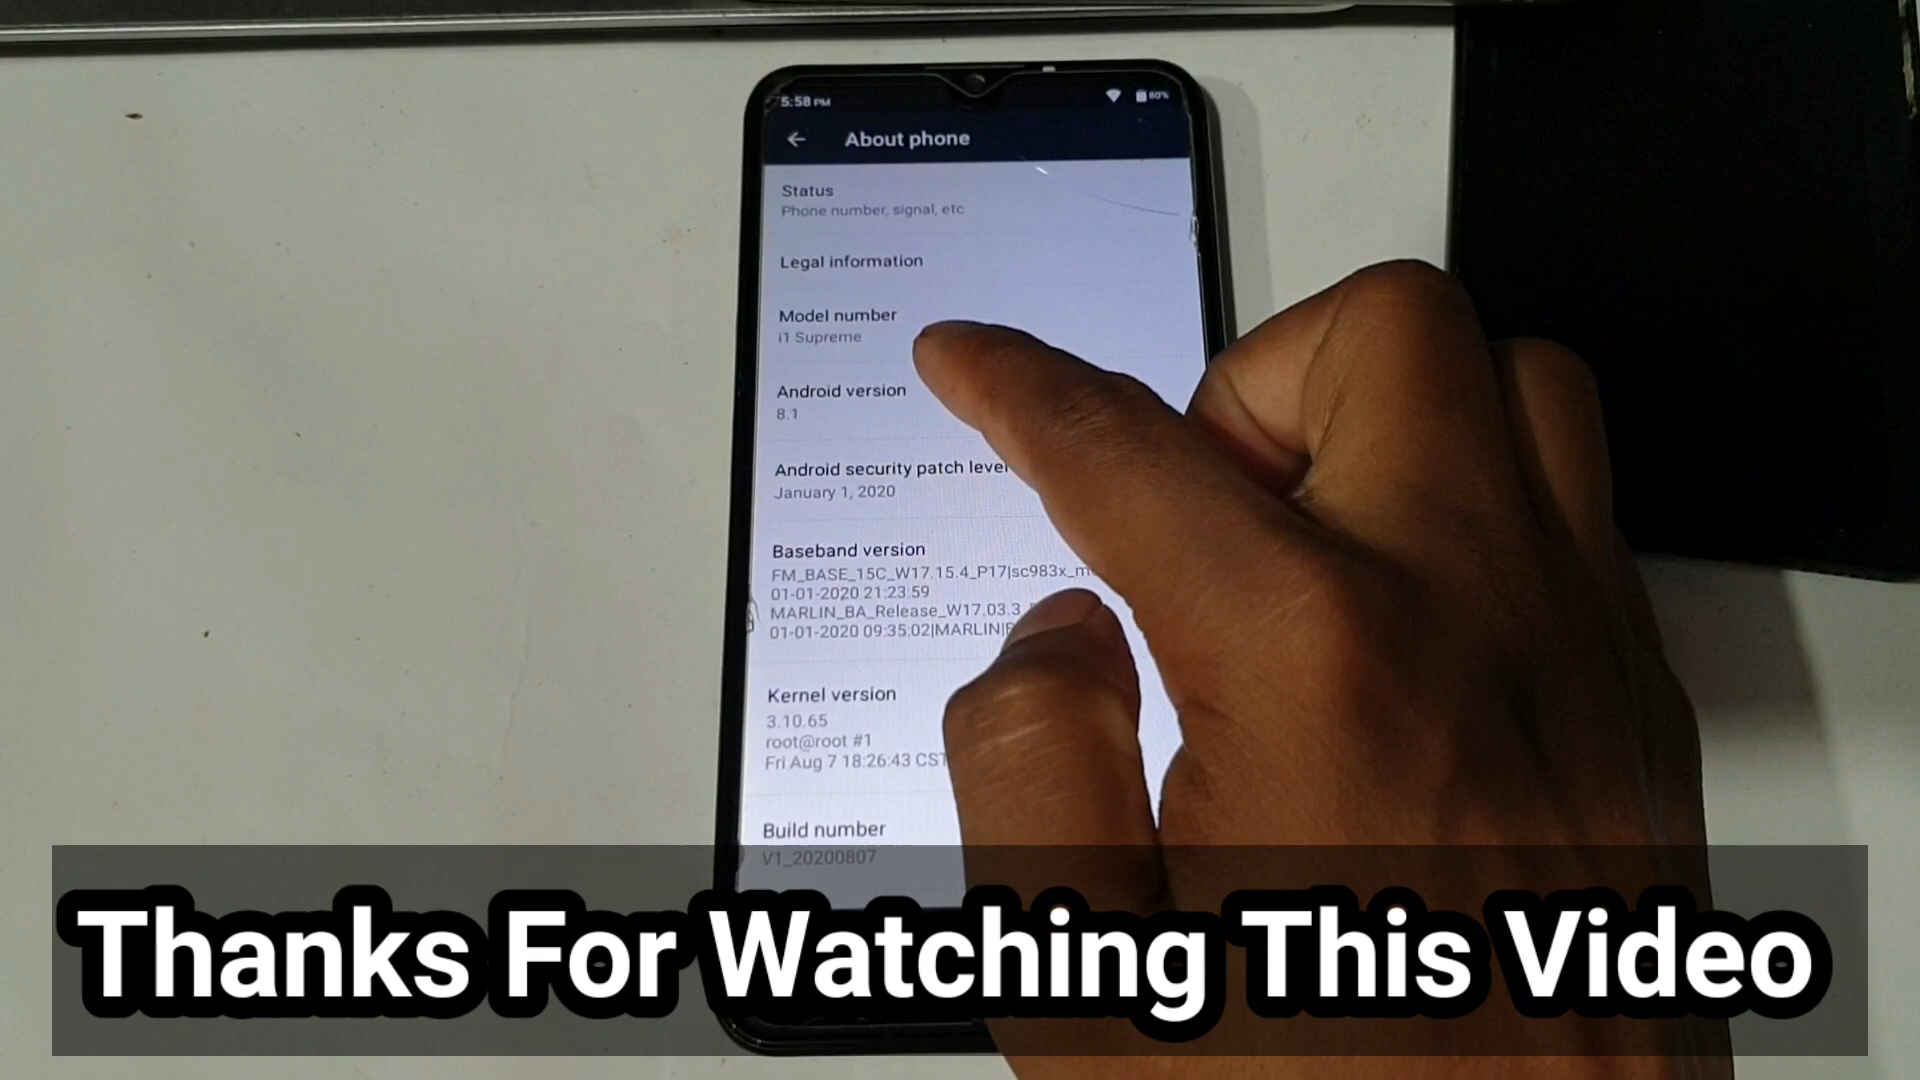 5:58 PM
80%
About phone
Status
Phone number, signal, etc
Legal information
Model number
i1 Supreme
Android version
8.1
Android security patch level
January 1, 2020
Baseband version
FM_BASE_15C_W17.15.4_P17|sc983x_m
01-01-2020 21:23:59
MARLIN_BA_Release_W17.03.3_
01-01-2020 09:35:02|MARLIN|
Kernel version
3.10.65
root@root #1
Fri Aug 7 18:26:43 CST
Build number
V1_20200807
Thanks For Watching This Video